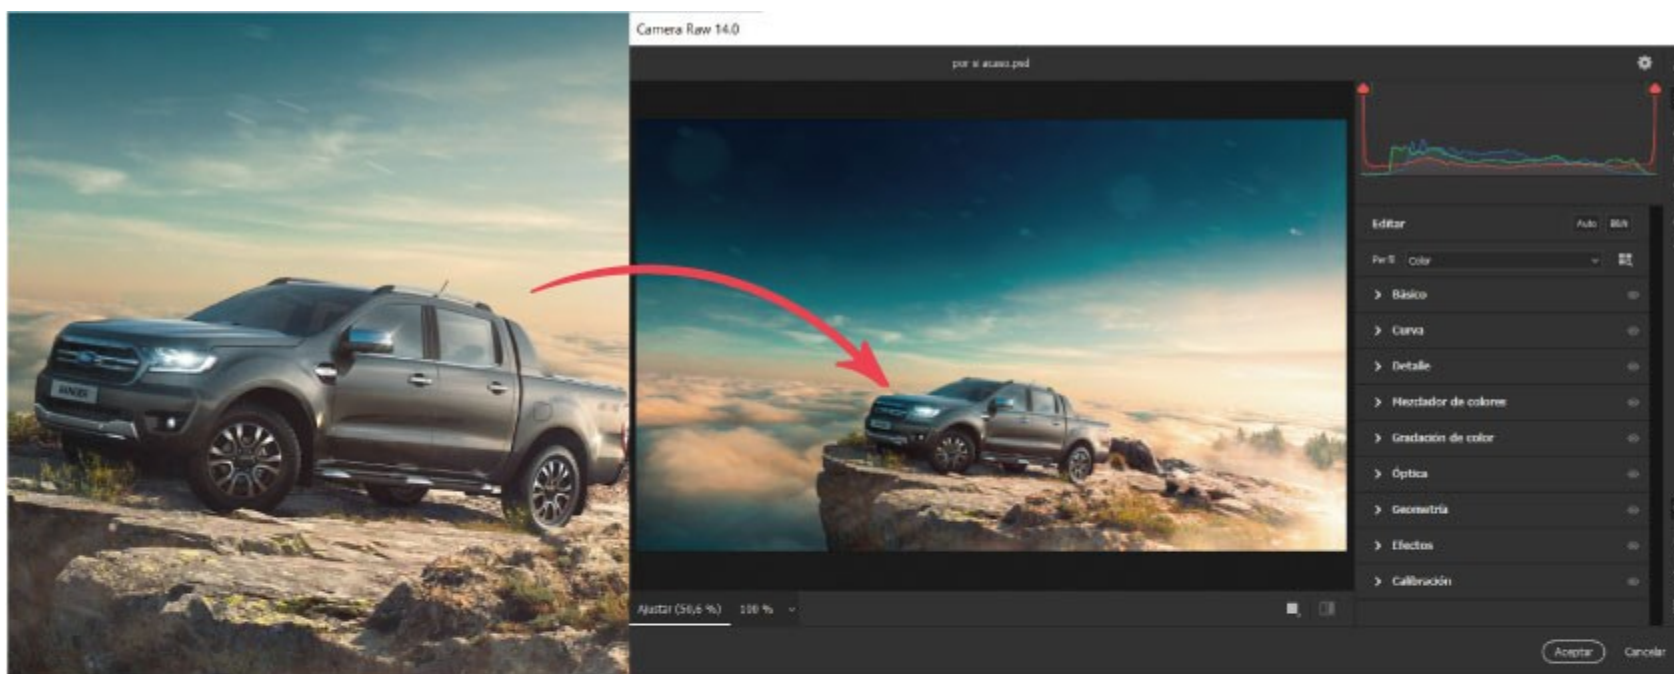 Camera Raw 14.0
por si acaso.psd
Editar
Auto
Perfil
Color
Básico
Curva
Detalle
Mezclador de colores
Gradación de color
Óptica
Geometría
Efectos
Calibración
Ajustar (50,6 %)
100 %
Aceptar
Cancelar
RANGER